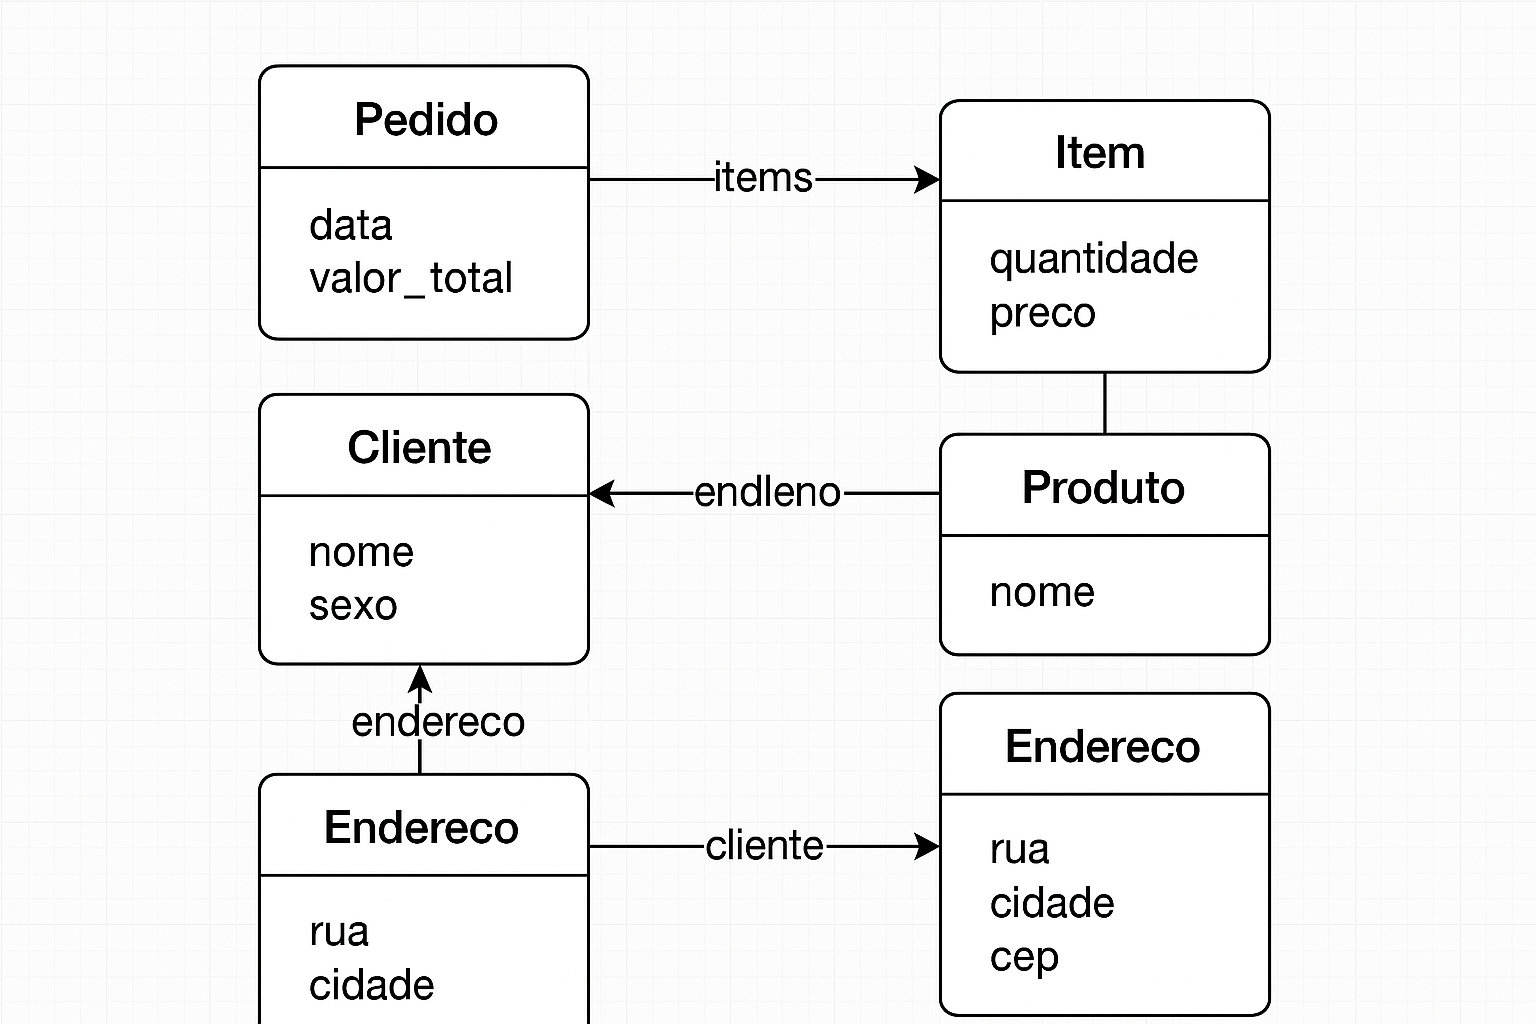 Pedido
data
valor_total
items
Item
quantidade
preco
Cliente
nome
sexo
endleno
Produto
nome
endereco
Endereco
rua
cidade
cliente
Endereco
rua
cidade
cep